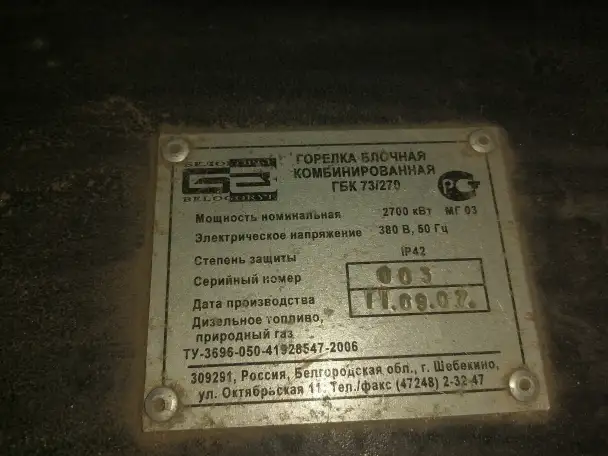 ГОРЕЛКА БЛОЧНАЯ
КОМБИНИРОВАННАЯ
ГБК 73/270
Мощность номинальная 2700 кВт МГ 03
Электрическое напряжение 380 В, 50 Гц
Степень защиты IP42
Серийный номер 003
Дата производства 11.09.07.
Дизельное топливо,
природный газ
ТУ-3696-050-41928547-2006
309291, Россия, Белгородская обл., г. Шебекино,
ул. Октябрьская 11. Тел./факс (47248) 2-32-47